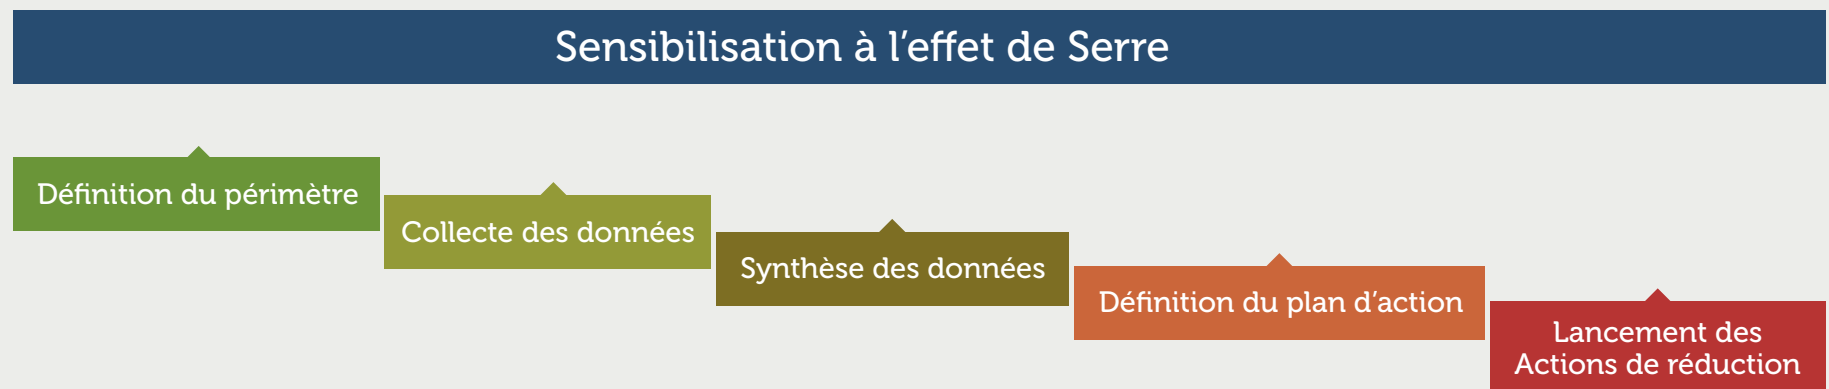 Sensibilisation à l’effet de Serre
Définition du périmètre
Collecte des données
Synthèse des données
Définition du plan d’action
Lancement des
Actions de réduction